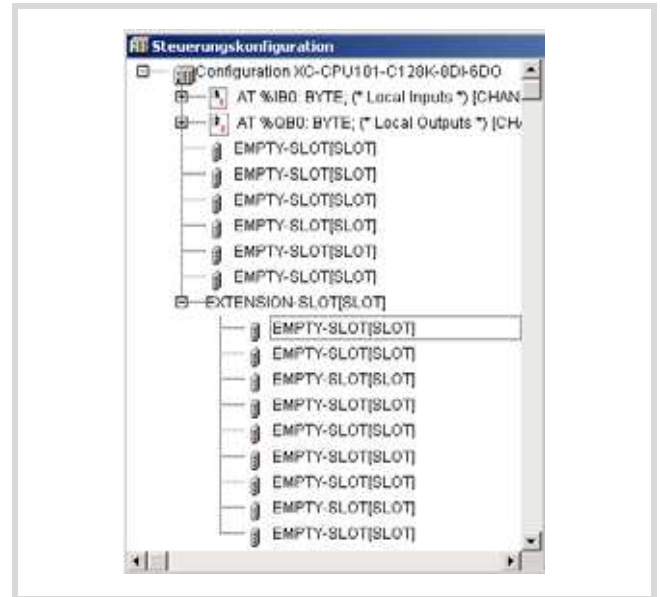 Steuerungskonfiguration
Configuration XC-CPU101-C128K-8DI-6DO
AT %IB0: BYTE; (* Local Inputs *) [CHAN
AT %QB0: BYTE; (* Local Outputs *) [CHA
EMPTY-SLOT[SLOT]
EMPTY-SLOT[SLOT]
EMPTY-SLOT[SLOT]
EMPTY-SLOT[SLOT]
EMPTY-SLOT[SLOT]
EMPTY-SLOT[SLOT]
EXTENSION-SLOT[SLOT]
EMPTY-SLOT[SLOT]
EMPTY-SLOT[SLOT]
EMPTY-SLOT[SLOT]
EMPTY-SLOT[SLOT]
EMPTY-SLOT[SLOT]
EMPTY-SLOT[SLOT]
EMPTY-SLOT[SLOT]
EMPTY-SLOT[SLOT]
EMPTY-SLOT[SLOT]